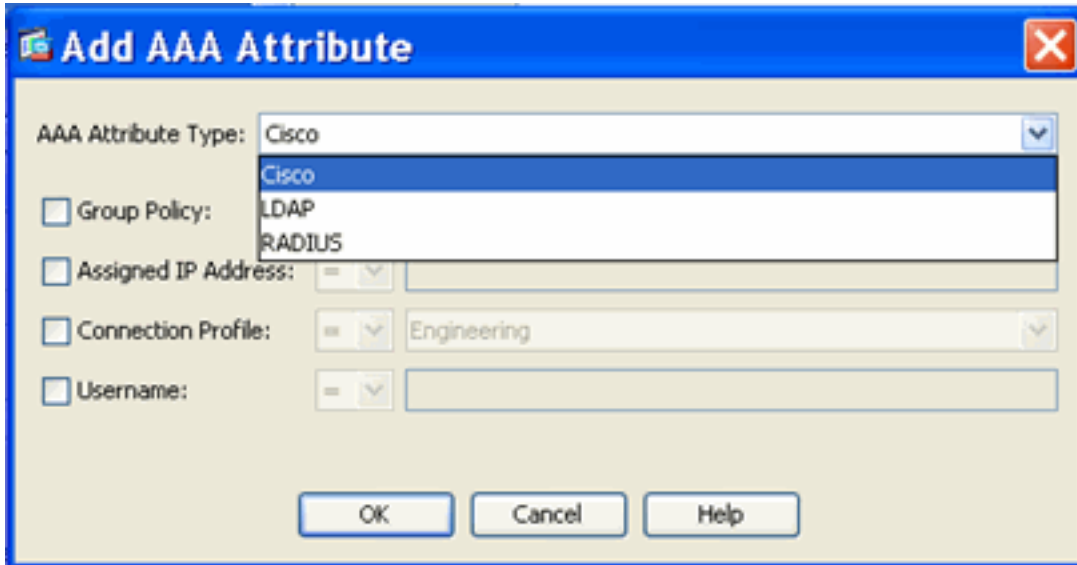 Add AAA Attribute
AAA Attribute Type: Cisco
Cisco
Group Policy: LDAP
RADIUS
Assigned IP Address: =
Connection Profile: = Engineering
Username: =
OK Cancel Help